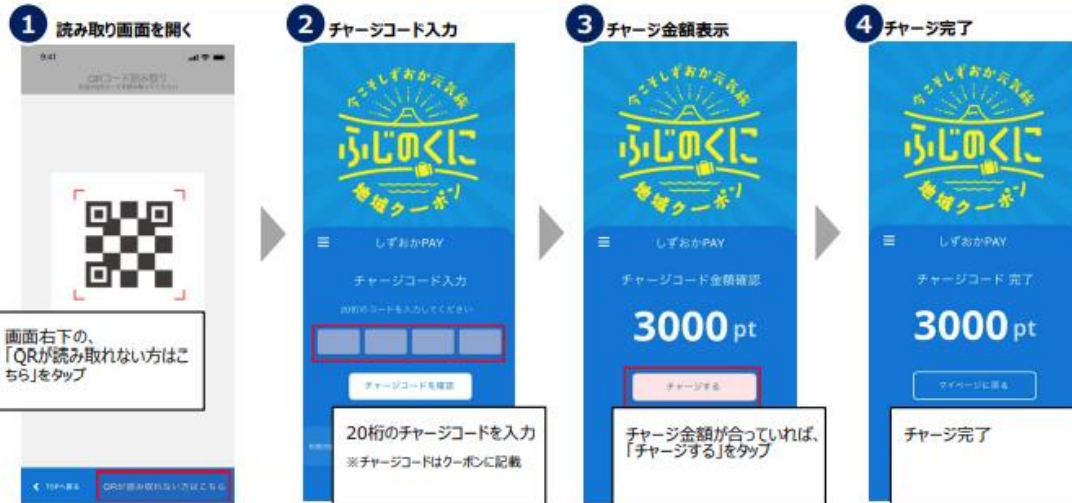 1 読み取り画面を開く
9:41
QRコード読み取り
画面右下の、
「QRが読み取れない方はこ
ちら」をタップ
TOPへ戻る
QRが読み取れない方はこちら
2 チャージコード入力
今こそしずおか元気旅
ふじのくに
地域クーポン
しずおかPAY
チャージコード入力
20桁のコードを入力してください
チャージコードを確認
20桁のチャージコードを入力
※チャージコードはクーポンに記載
3 チャージ金額表示
今こそしずおか元気旅
ふじのくに
地域クーポン
しずおかPAY
チャージコード金額確認
3000 pt
チャージする
チャージ金額が合っていれば、
「チャージする」をタップ
4 チャージ完了
今こそしずおか元気旅
ふじのくに
地域クーポン
しずおかPAY
チャージコード 完了
3000 pt
マイページに戻る
チャージ完了